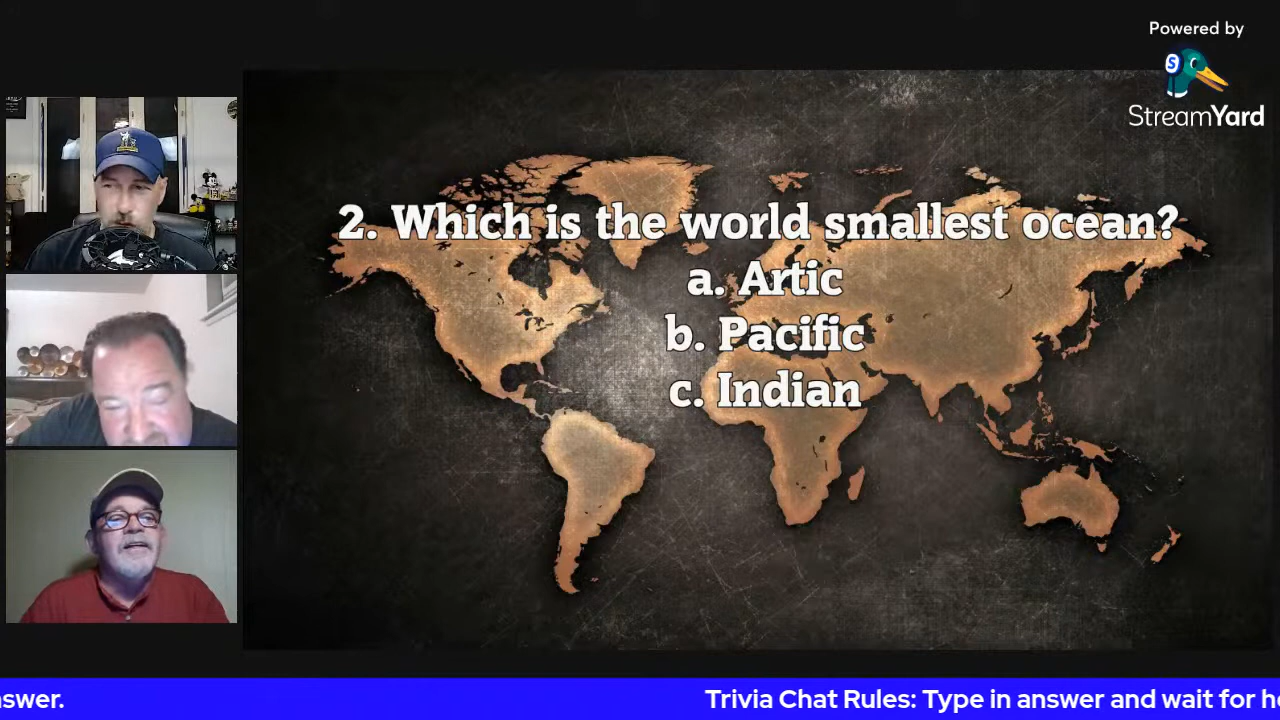 Powered by
StreamYard
2. Which is the world smallest ocean?
a. Artic
b. Pacific
c. Indian
swer.
Trivia Chat Rules: Type in answer and wait for h